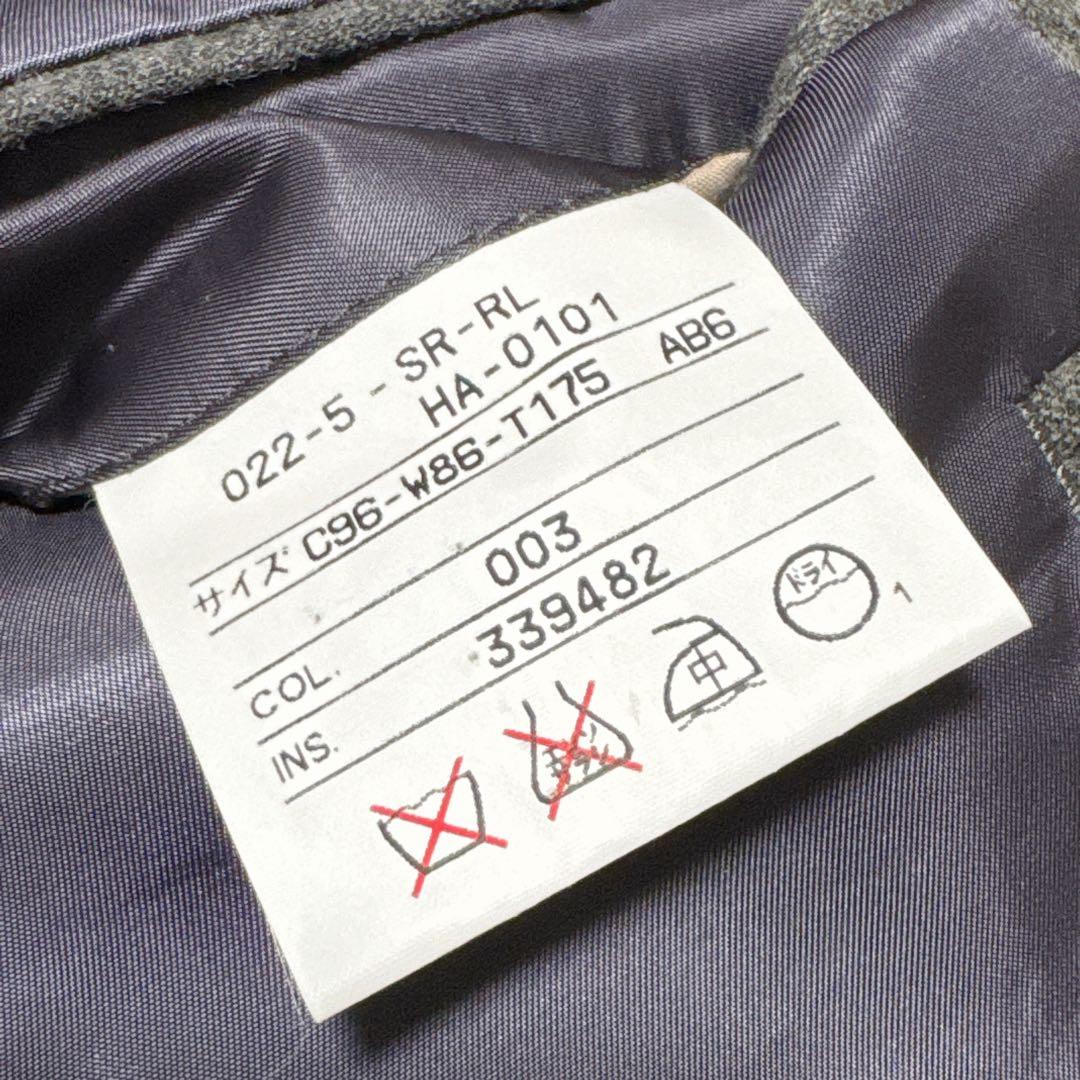 022-5-SR-RL
HA-0101
サイズ C96-W86-T175 AB6
COL. 003
INS. 339482
中
ドライ
1